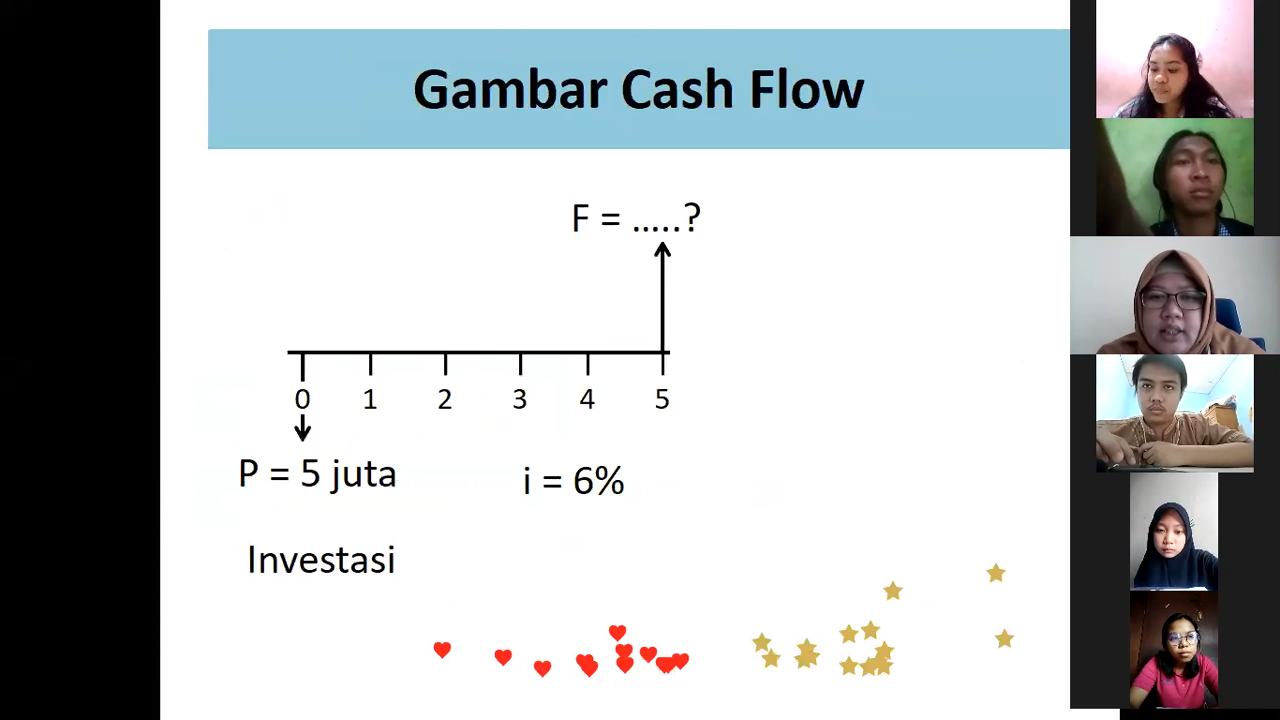 Gambar Cash Flow
F = .....?
0 1 2 3 4 5
P = 5 juta
i = 6%
Investasi